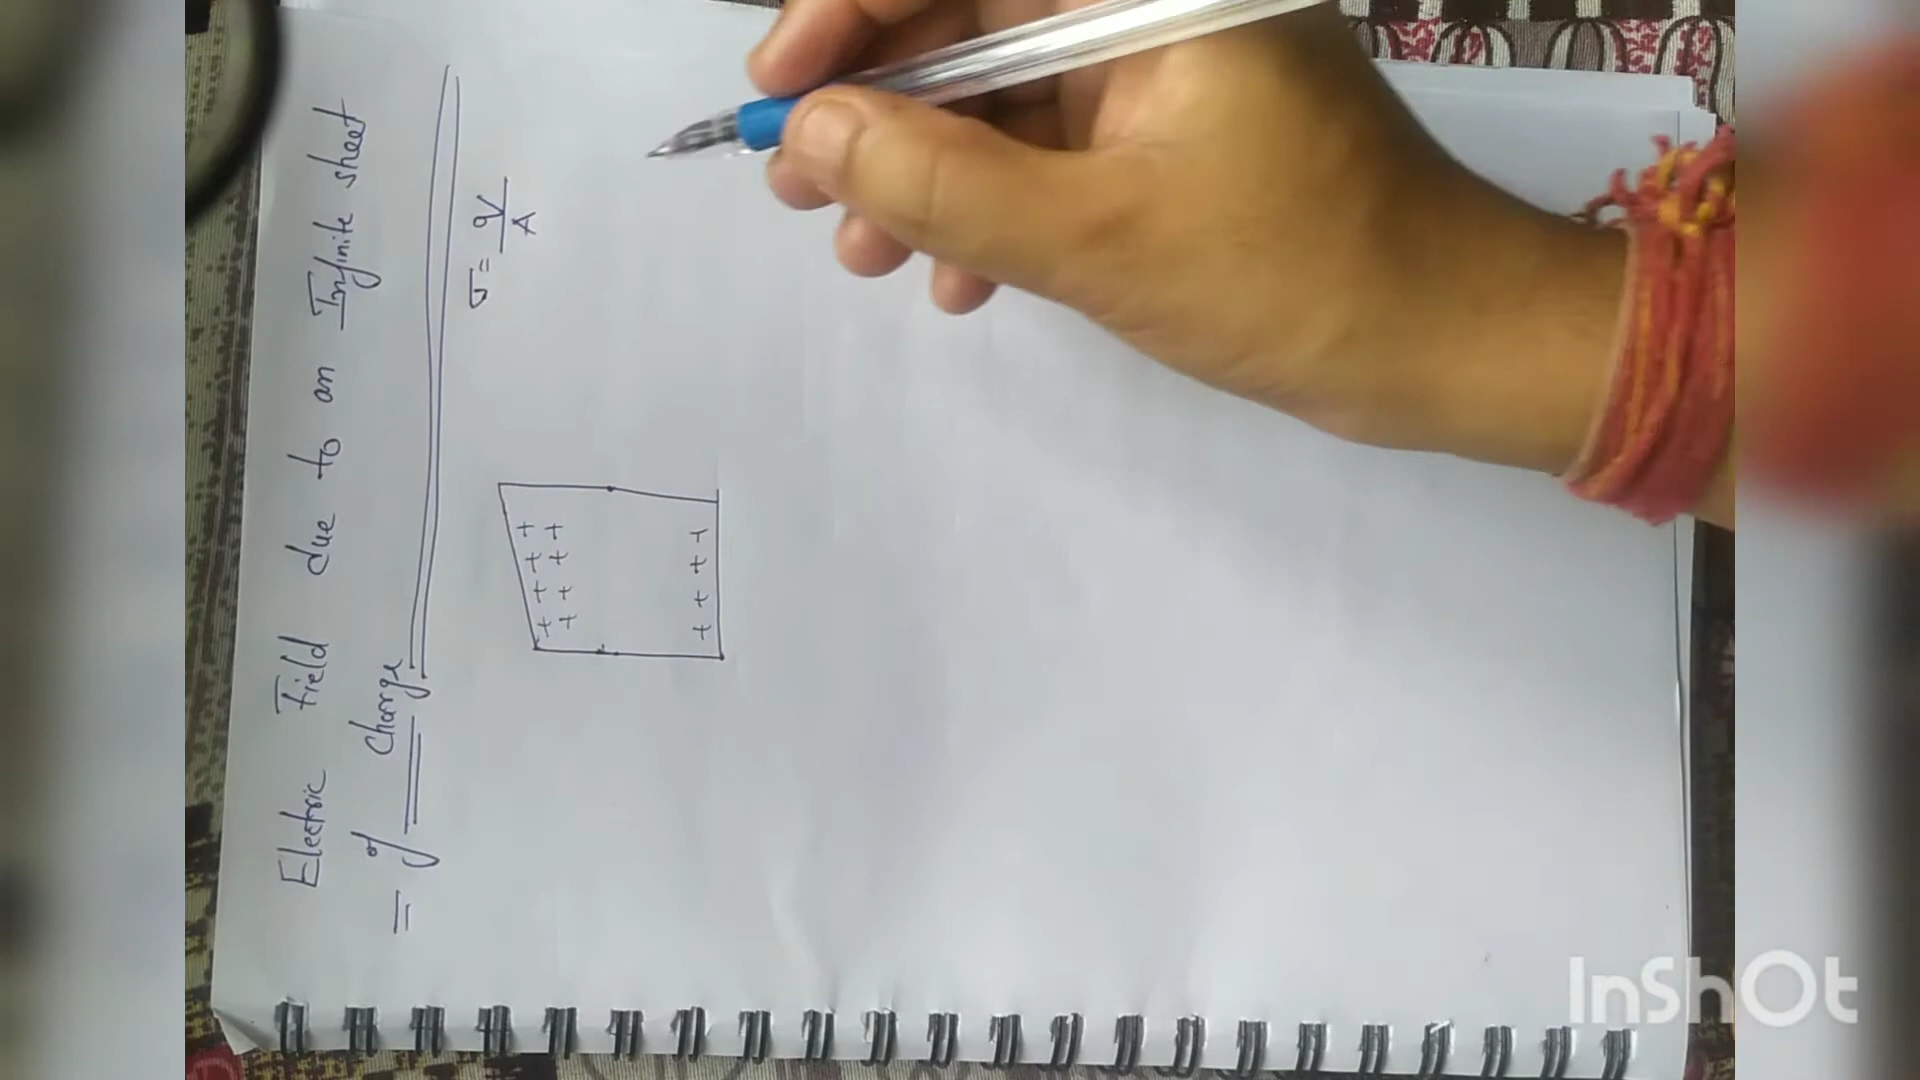 Electric Field due to an Infinite sheet
of Charge
σ = q/A
+ + + +
+ + + +
+ + + +
InShOt